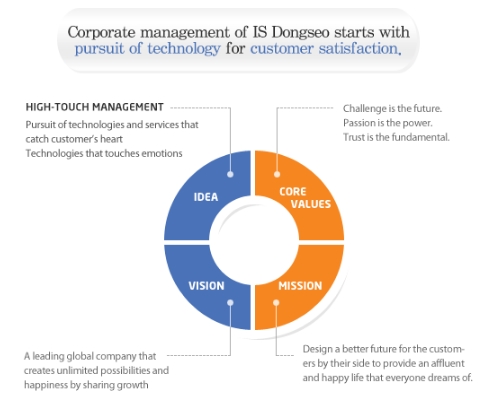 Corporate management of IS Dongseo starts with
pursuit of technology for customer satisfaction.
HIGH-TOUCH MANAGEMENT
Pursuit of technologies and services that
catch customer's heart
Technologies that touches emotions
Challenge is the future.
Passion is the power.
Trust is the fundamental.
IDEA
CORE
VALUES
VISION
MISSION
A leading global company that
creates unlimited possibilities and
happiness by sharing growth
Design a better future for the custom-
ers by their side to provide an affluent
and happy life that everyone dreams of.